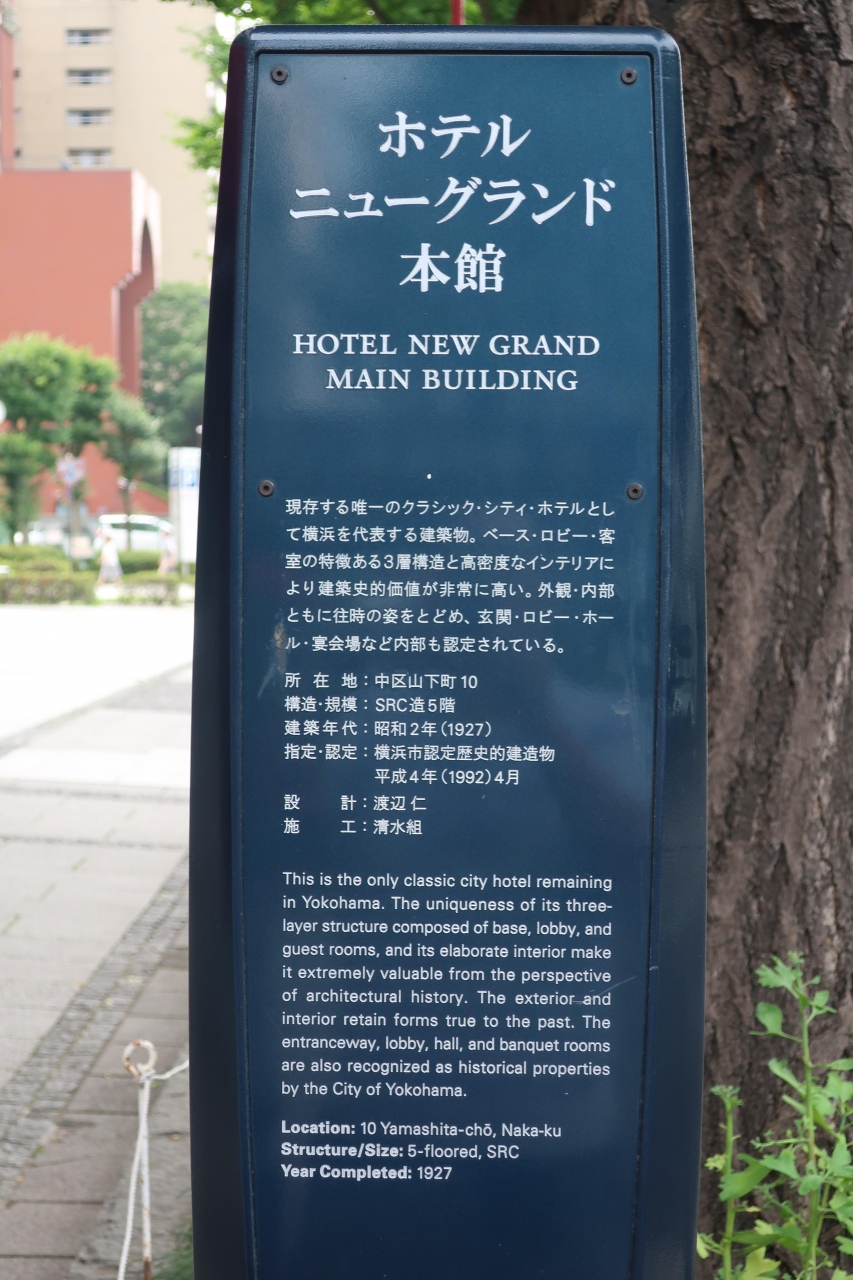 ホテル
ニューグランド
本館
HOTEL NEW GRAND
MAIN BUILDING
現存する唯一のクラシック・シティ・ホテルとし
て横浜を代表する建築物。ベース・ロビー・客
室の特徴ある3層構造と高密度なインテリアに
より建築史的価値が非常に高い。外観・内部
ともに往時の姿をとどめ、玄関・ロビー・ホー
ル・宴会場など内部も認定されている。
所在地：中区山下町10
構造・規模：SRC造5階
建築年代：昭和2年（1927）
指定・認定：横浜市認定歴史的建造物
平成4年（1992）4月
設計：渡辺 仁
施工：清水組
This is the only classic city hotel remaining
in Yokohama. The uniqueness of its three-
layer structure composed of base, lobby, and
guest rooms, and its elaborate interior make
it extremely valuable from the perspective
of architectural history. The exterior and
interior retain forms true to the past. The
entranceway, lobby, hall, and banquet rooms
are also recognized as historical properties
by the City of Yokohama.
Location: 10 Yamashita-chō, Naka-ku
Structure/Size: 5-floored, SRC
Year Completed: 1927